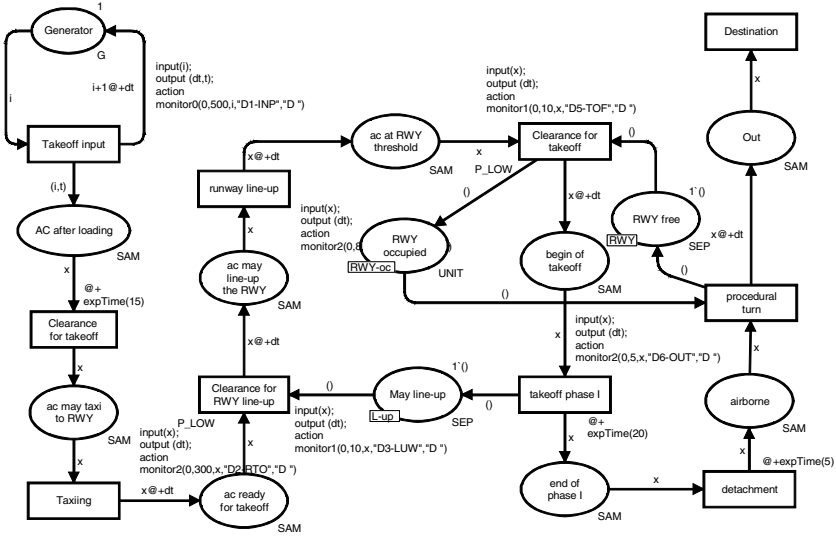 1
Generator
G
i
i+1@+dt
input(i);
output (dt,t);
action
monitor0(0,500,i,"D1-INP","D ")
Takeoff input
(i,t)
AC after loading
SAM
x
@+
expTime(15)
Clearance
for takeoff
x
ac may taxi
to RWY
SAM
x
Taxiing
x@+dt
input(x);
output (dt);
action
monitor2(0,300,x,"D2-RTO","D ")
ac ready
for takeoff
SAM
x
P_LOW
Clearance for
RWY line-up
x@+dt
ac may
line-up
the RWY
SAM
x
runway line-up
x@+dt
input(x);
output (dt);
action
monitor2(0,8
)
ac at RWY
threshold
SAM
x
input(x);
output (dt);
action
monitor1(0,10,x,"D5-TOF","D ")
Clearance for
takeoff
P_LOW
()
RWY
occupied
RWY-oc
UNIT
()
x@+dt
begin of
takeoff
SAM
x
input(x);
output (dt);
action
monitor2(0,5,x,"D6-OUT","D ")
takeoff phase I
()
1`()
May line-up
L-up
SEP
()
input(x);
output (dt);
action
monitor1(0,10,x,"D3-LUW","D ")
@+
expTime(20)
x
end of
phase I
SAM
x
detachment
@+expTime(5)
x
airborne
SAM
x
procedural
turn
()
1`()
RWY free
RWY
SEP
()
x@+dt
Out
SAM
x
Destination